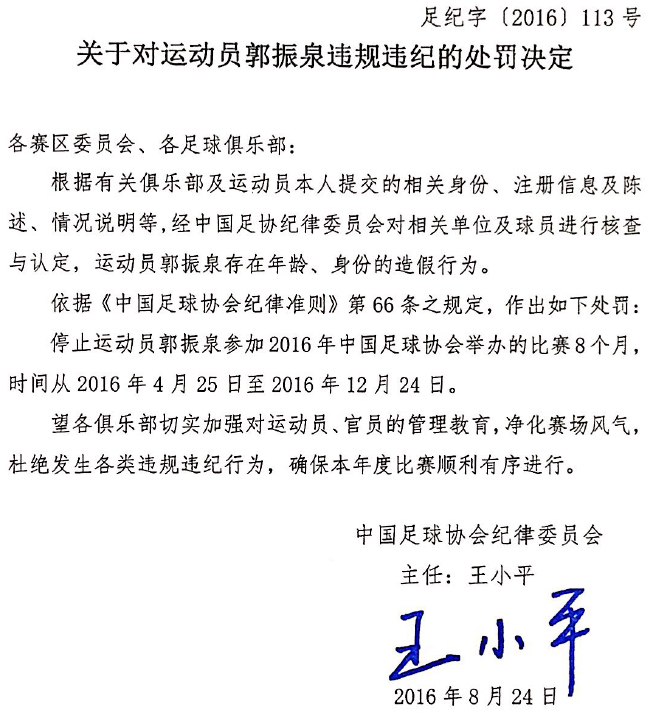 足纪字〔2016〕113 号
关于对运动员郭振泉违规违纪的处罚决定
各赛区委员会、各足球俱乐部：
根据有关俱乐部及运动员本人提交的相关身份、注册信息及陈
述、情况说明等,经中国足协纪律委员会对相关单位及球员进行核查
与认定，运动员郭振泉存在年龄、身份的造假行为。
依据《中国足球协会纪律准则》第 66 条之规定，作出如下处罚：
停止运动员郭振泉参加 2016 年中国足球协会举办的比赛 8 个月，
时间从 2016 年 4 月 25 日至 2016 年 12 月 24 日。
望各俱乐部切实加强对运动员、官员的管理教育,净化赛场风气，
杜绝发生各类违规违纪行为，确保本年度比赛顺利有序进行。
中国足球协会纪律委员会
主任：王小平
王小平
2016 年 8 月 24 日